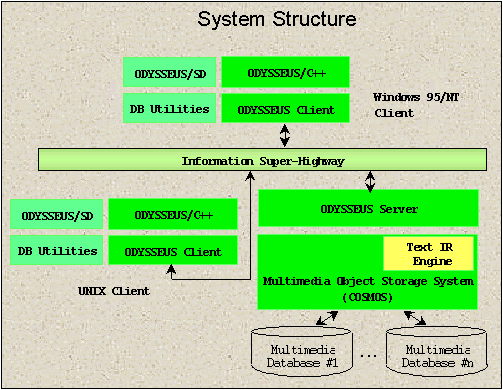 System Structure
ODYSSEUS/SD
ODYSSEUS/C++
DB Utilities
ODYSSEUS Client
Windows 95/NT
Client
Information Super-Highway
ODYSSEUS/SD
ODYSSEUS/C++
DB Utilities
ODYSSEUS Client
UNIX Client
ODYSSEUS Server
Text IR
Engine
Multimedia Object Storage System
(COSMOS)
Multimedia
Database #1
...
Multimedia
Database #n